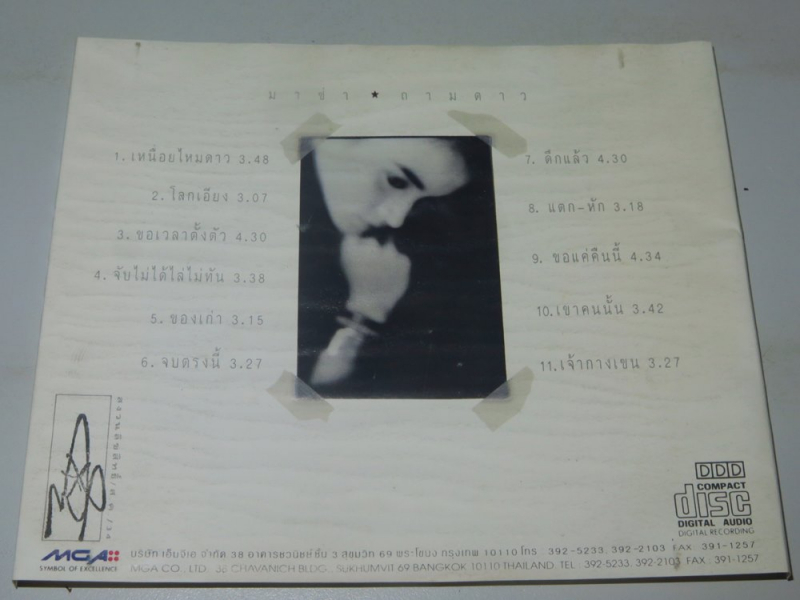 มาช่า ★ ถามดาว
1. เหนื่อยไหมดาว 3.48
2. โลกเอียง 3.07
3. ขอเวลาตั้งตัว 4.30
4. จับไม่ได้ไล่ไม่ทัน 3.38
5. ของเก่า 3.15
6. จบตรงนี้ 3.27
7. ดึกแล้ว 4.30
8. แตก-หัก 3.18
9. ขอแค่คืนนี้ 4.34
10. เขาคนนั้น 3.42
11. เจ้ากางเขน 3.27
สงวนลิขสิทธิ์
DDD
COMPACT
disc
DIGITAL AUDIO
DIGITAL RECORDING
MGA
SYMBOL OF EXCELLENCE
บริษัท เอ็มจีเอ จำกัด 38 อาคารชวนิชย์ชั้น 3 สุขุมวิท 69 พระโขนง กรุงเทพ 10110 โทร 392-5233, 392-2103 FAX 391-1257
MGA CO., LTD. 38 CHAVANICH BLDG., SUKHUMVIT 69 BANGKOK 10110 THAILAND. TEL. 392-5233, 392-2103 FAX : 391-1257